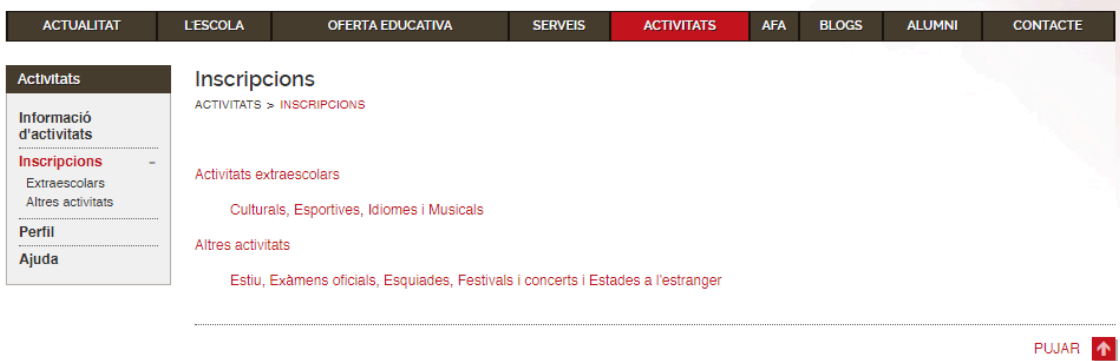 ACTUALITAT L'ESCOLA OFERTA EDUCATIVA SERVEIS ACTIVITATS AFA BLOGS ALUMNI CONTACTE
Activitats
Informació
d'activitats
Inscripcions -
Extraescolars
Altres activitats
Perfil
Ajuda
Inscripcions
ACTIVITATS > INSCRIPCIONS
Activitats extraescolars
Culturals, Esportives, Idiomes i Musicals
Altres activitats
Estiu, Exàmens oficials, Esquiades, Festivals i concerts i Estades a l'estranger
PUJAR